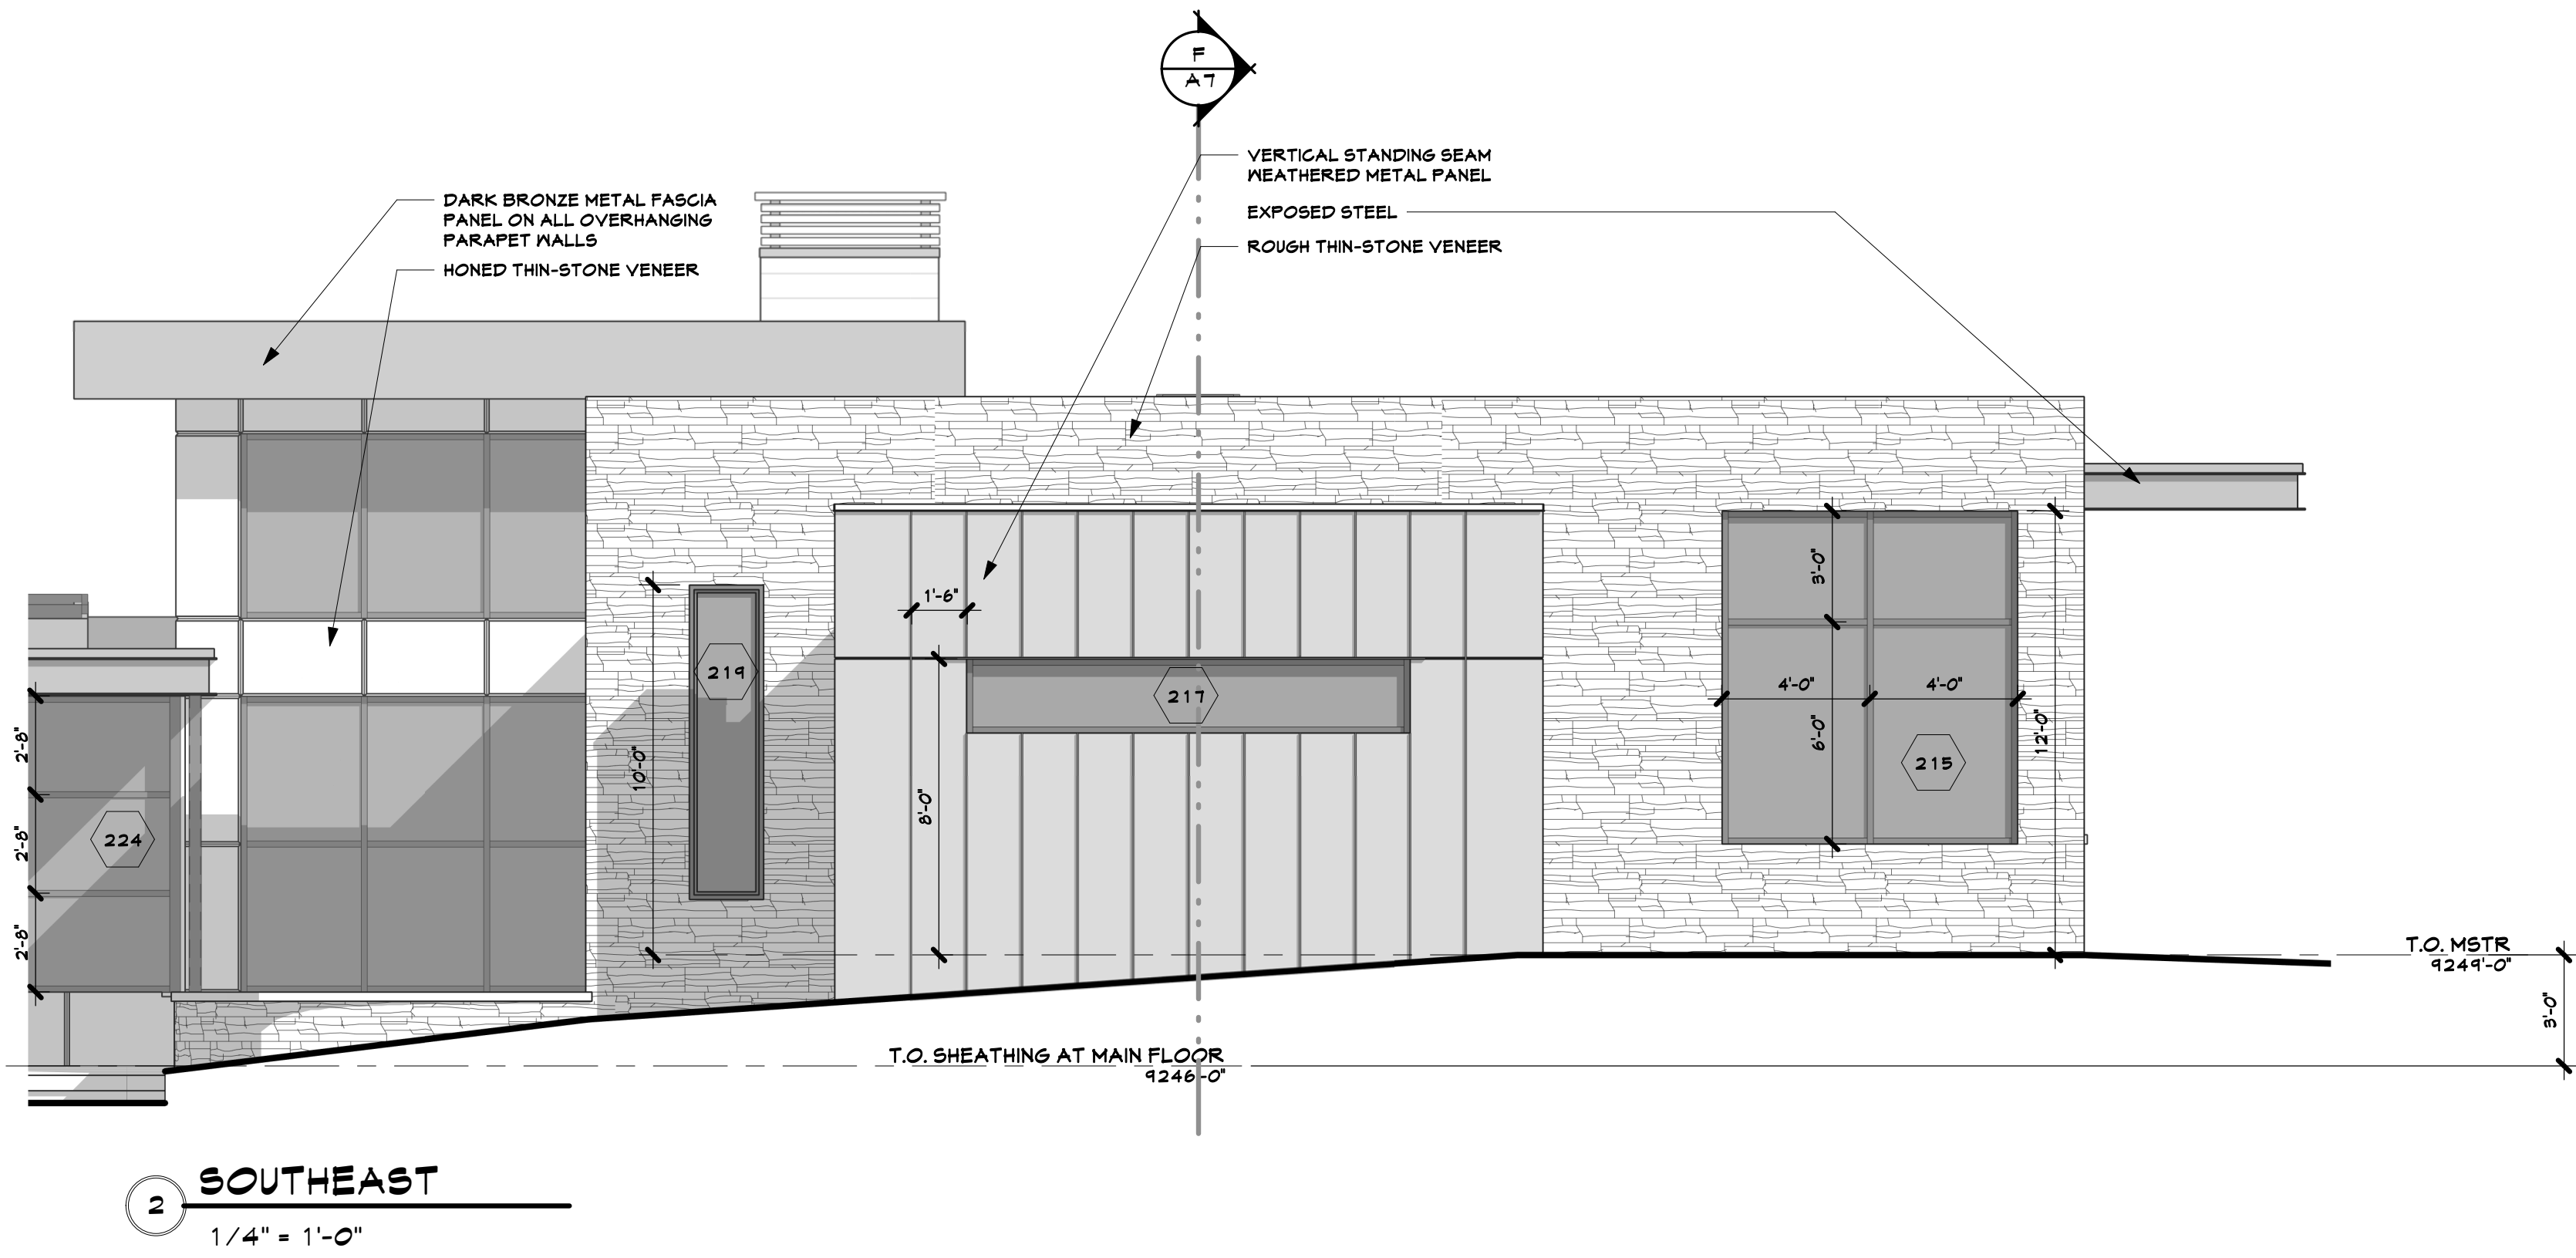 F
A7
VERTICAL STANDING SEAM
WEATHERED METAL PANEL
EXPOSED STEEL
ROUGH THIN-STONE VENEER
DARK BRONZE METAL FASCIA
PANEL ON ALL OVERHANGING
PARAPET WALLS
HONED THIN-STONE VENEER
1'-6"
3'-0"
219
217
4'-0"
4'-0"
2'-8"
10'-0"
6'-0"
12'-0"
215
8'-0"
224
2'-8"
2'-8"
T.O. MSTR
9249'-0"
3'-0"
T.O. SHEATHING AT MAIN FLOOR
9246'-0"
2
SOUTHEAST
1/4" = 1'-0"